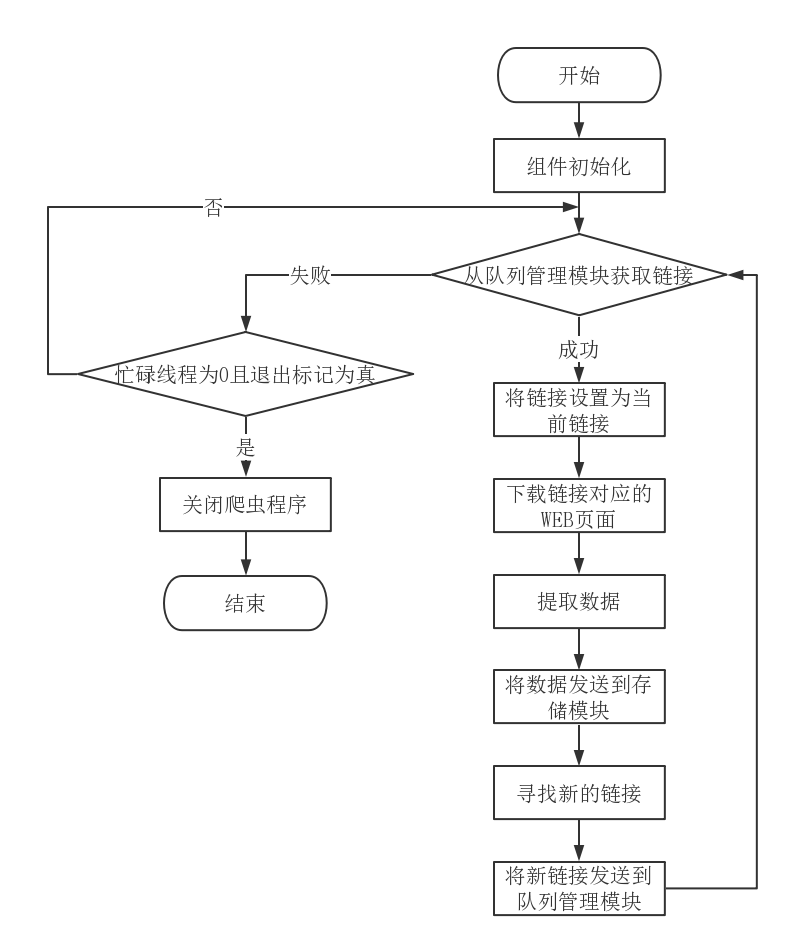 开始
组件初始化
否
从队列管理模块获取链接
失败
成功
忙碌线程为0且退出标记为真
将链接设置为当
前链接
是
关闭爬虫程序
下载链接对应的
WEB页面
结束
提取数据
将数据发送到存
储模块
寻找新的链接
将新链接发送到
队列管理模块